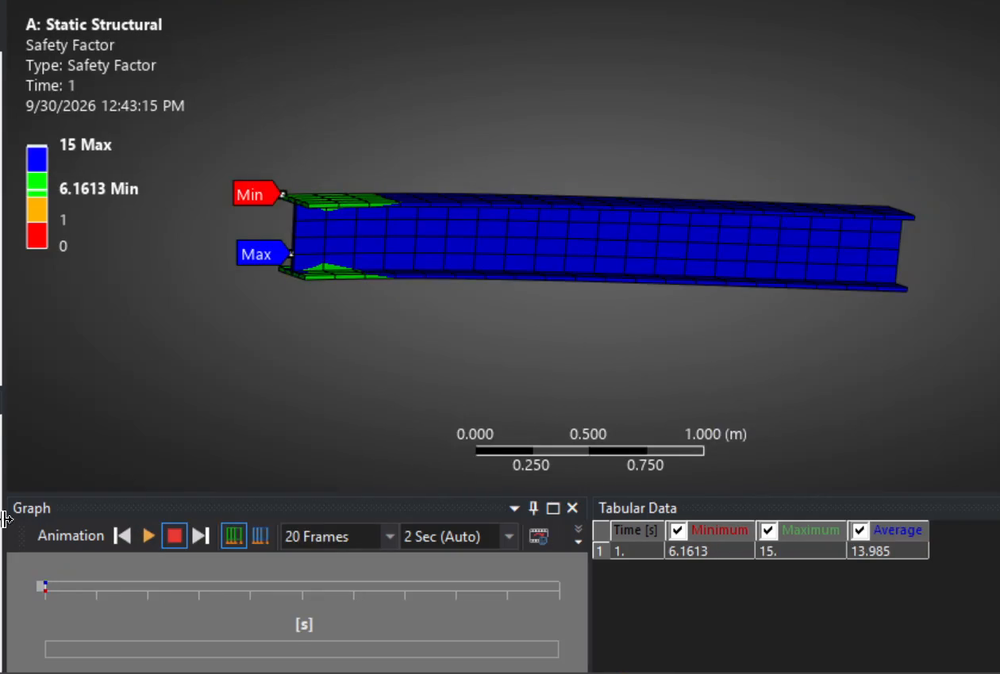 A: Static Structural
Safety Factor
Type: Safety Factor
Time: 1
9/30/2026 12:43:15 PM
15 Max
6.1613 Min
1
0
Min
Max
0.000 0.500 1.000 (m)
0.250 0.750
Graph
Animation 20 Frames 2 Sec (Auto)
[s]
Tabular Data
Time [s] Minimum Maximum Average
1 1. 6.1613 15. 13.985